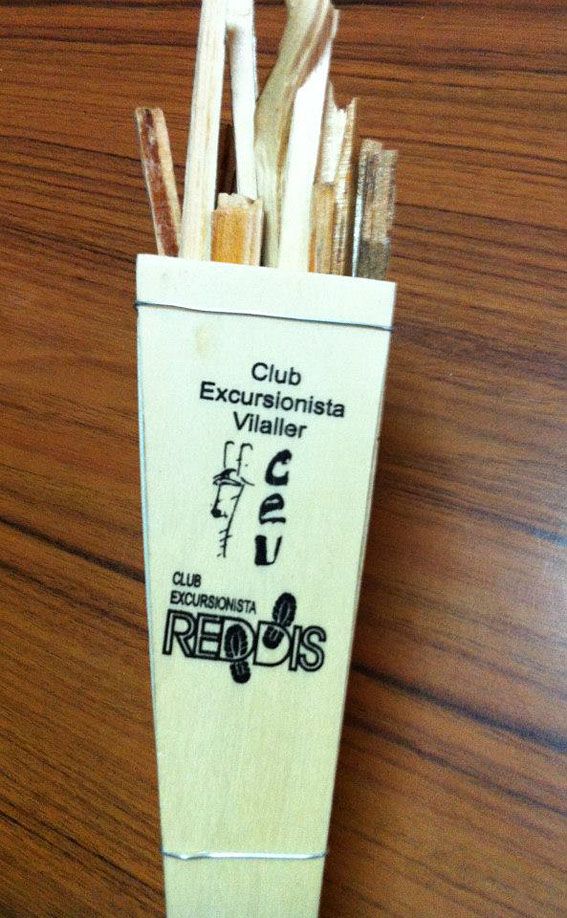 Club
Excursionista
Vilaller
cev
CLUB
EXCURSIONISTA
REDDIS